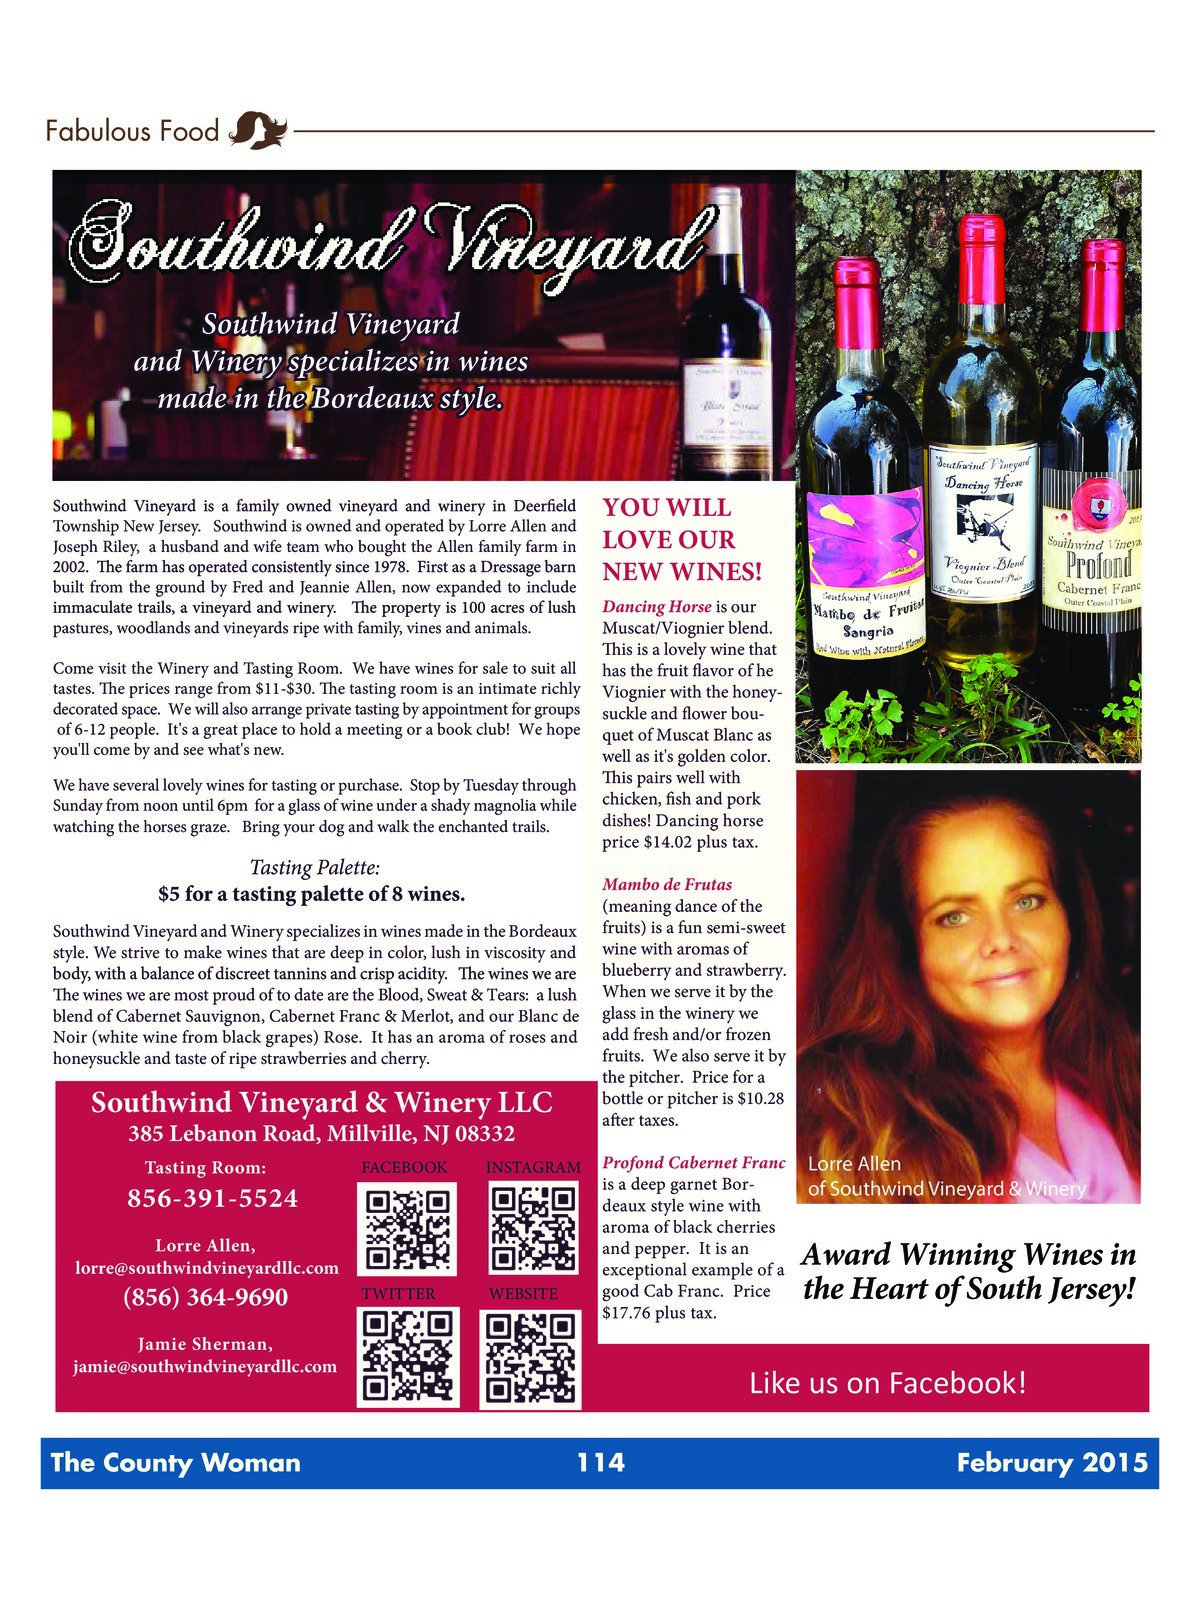 Fabulous Food
Southwind Vineyard
Southwind Vineyard
and Winery specializes in wines
made in the Bordeaux style.
Southwind Vineyard is a family owned vineyard and winery in Deerfield
Township New Jersey. Southwind is owned and operated by Lorre Allen and
Joseph Riley, a husband and wife team who bought the Allen family farm in
2002. The farm has operated consistently since 1978. First as a Dressage barn
built from the ground by Fred and Jeannie Allen, now expanded to include
immaculate trails, a vineyard and winery. The property is 100 acres of lush
pastures, woodlands and vineyards ripe with family, vines and animals.
Come visit the Winery and Tasting Room. We have wines for sale to suit all
tastes. The prices range from $11-$30. The tasting room is an intimate richly
decorated space. We will also arrange private tasting by appointment for groups
of 6-12 people. It's a great place to hold a meeting or a book club! We hope
you'll come by and see what's new.
We have several lovely wines for tasting or purchase. Stop by Tuesday through
Sunday from noon until 6pm for a glass of wine under a shady magnolia while
watching the horses graze. Bring your dog and walk the enchanted trails.
Tasting Palette:
$5 for a tasting palette of 8 wines.
Southwind Vineyard and Winery specializes in wines made in the Bordeaux
style. We strive to make wines that are deep in color, lush in viscosity and
body, with a balance of discreet tannins and crisp acidity. The wines we are
The wines we are most proud of to date are the Blood, Sweat & Tears: a lush
blend of Cabernet Sauvignon, Cabernet Franc & Merlot, and our Blanc de
Noir (white wine from black grapes) Rose. It has an aroma of roses and
honeysuckle and taste of ripe strawberries and cherry.
YOU WILL
LOVE OUR
NEW WINES!
Dancing Horse is our
Muscat/Viognier blend.
This is a lovely wine that
has the fruit flavor of he
Viognier with the honey-
suckle and flower bou-
quet of Muscat Blanc as
well as it's golden color.
This pairs well with
chicken, fish and pork
dishes! Dancing horse
price $14.02 plus tax.
Mambo de Frutas
(meaning dance of the
fruits) is a fun semi-sweet
wine with aromas of
blueberry and strawberry.
When we serve it by the
glass in the winery we
add fresh and/or frozen
fruits. We also serve it by
the pitcher. Price for a
bottle or pitcher is $10.28
after taxes.
Profond Cabernet Franc
is a deep garnet Bor-
deaux style wine with
aroma of black cherries
and pepper. It is an
exceptional example of a
good Cab Franc. Price
$17.76 plus tax.
Southwind Vineyard
Mambo de Frutas
Sangria
Red Wine with Natural Flavors
Southwind Vineyard
Dancing Horse
Viognier Blend
Outer Coastal Plain
2013
Southwind Vineya
Profond
Cabernet Franc
Outer Coastal Plain
Lorre Allen
of Southwind Vineyard & Winery
Award Winning Wines in
the Heart of South Jersey!
Southwind Vineyard & Winery LLC
385 Lebanon Road, Millville, NJ 08332
Tasting Room:
856-391-5524
Lorre Allen,
lorre@southwindvineyardllc.com
(856) 364-9690
Jamie Sherman,
jamie@southwindvineyardllc.com
FACEBOOK
INSTAGRAM
TWITTER
WEBSITE
Like us on Facebook!
The County Woman 114 February 2015